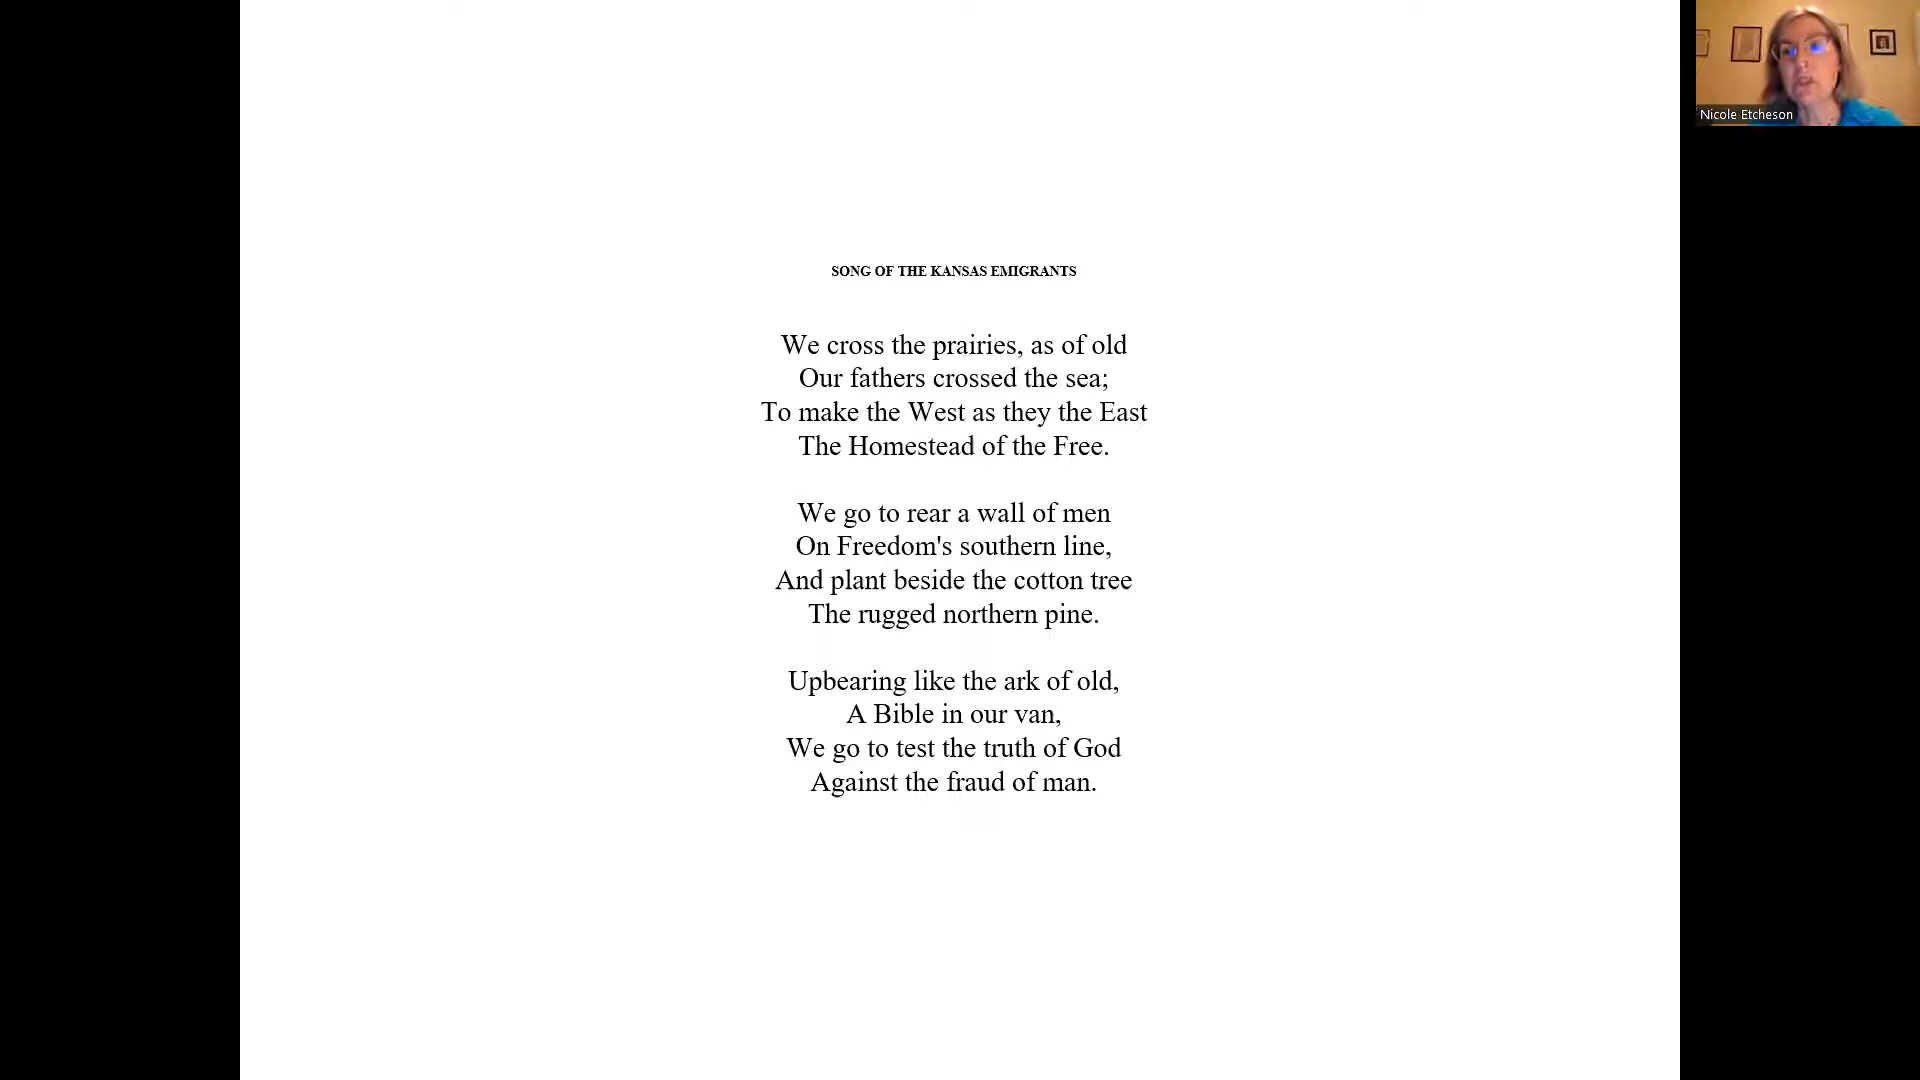 SONG OF THE KANSAS EMIGRANTS
We cross the prairies, as of old
Our fathers crossed the sea;
To make the West as they the East
The Homestead of the Free.
We go to rear a wall of men
On Freedom's southern line,
And plant beside the cotton tree
The rugged northern pine.
Upbearing like the ark of old,
A Bible in our van,
We go to test the truth of God
Against the fraud of man.
Nicole Etcheson